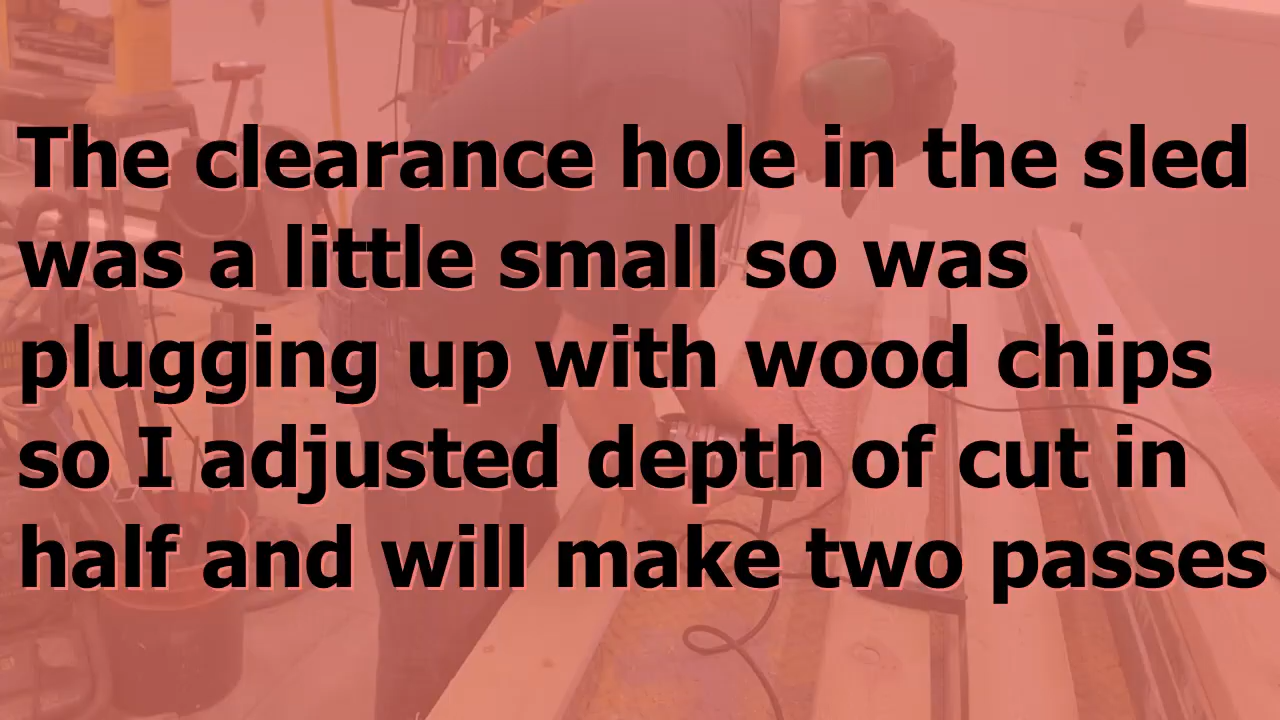 The clearance hole in the sled
was a little small so was
plugging up with wood chips
so I adjusted depth of cut in
half and will make two passes